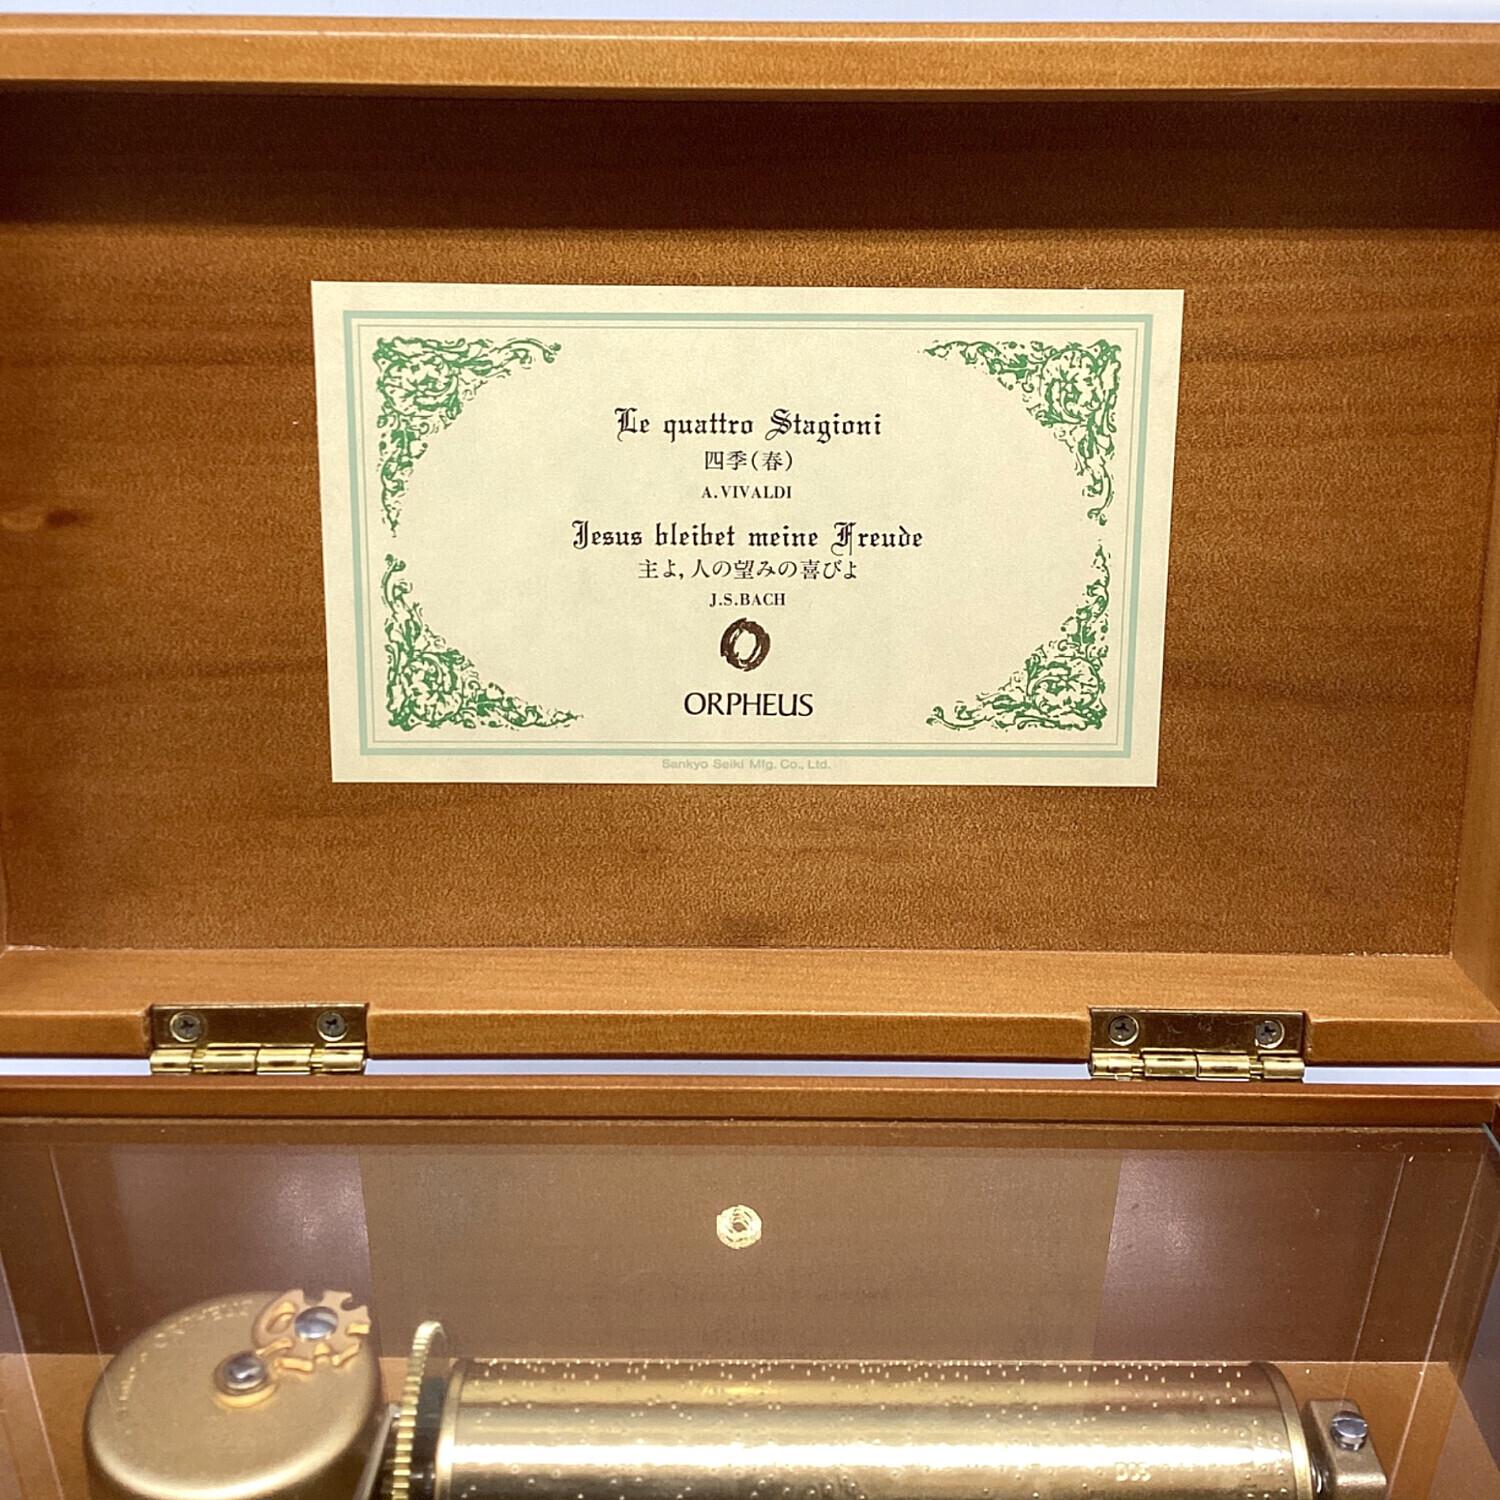 Le quattro Stagioni
四季(春)
A.VIVALDI
Jesus bleibet meine Freude
主よ,人の望みの喜びよ
J.S.BACH
ORPHEUS
Sankyo Seiki Mfg. Co., Ltd.